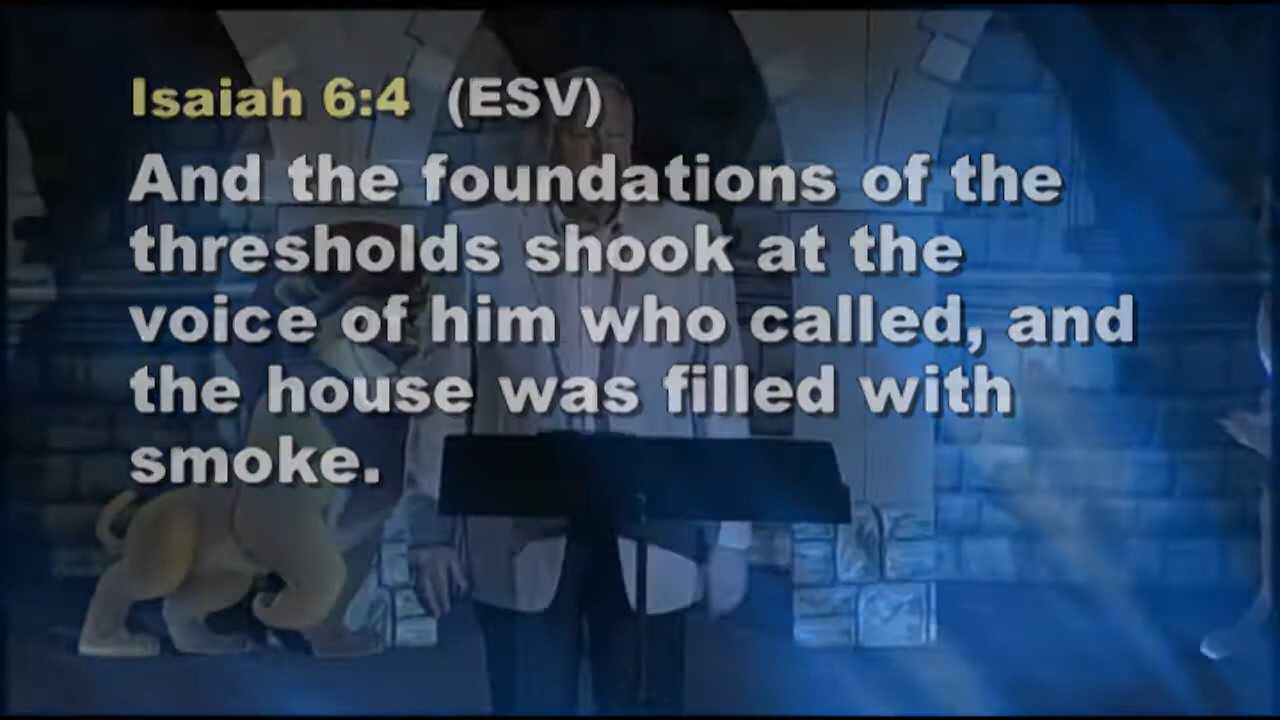 Isaiah 6:4 (ESV)
And the foundations of the
thresholds shook at the
voice of him who called, and
the house was filled with
smoke.